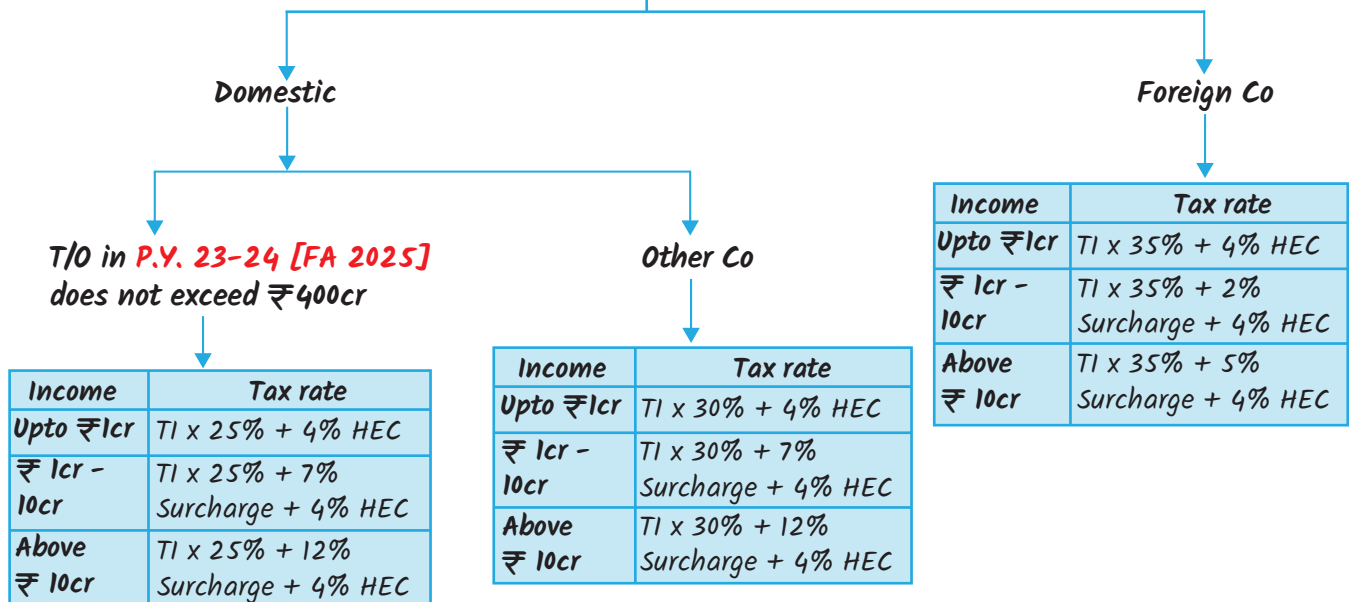 Domestic
Foreign Co
T/O in P.Y. 23-24 [FA 2025]
does not exceed ₹400cr
Other Co
Income Tax rate
Upto ₹1cr TI x 25% + 4% HEC
₹ 1cr - TI x 25% + 7%
10cr Surcharge + 4% HEC
Above TI x 25% + 12%
₹ 10cr Surcharge + 4% HEC
Income Tax rate
Upto ₹1cr TI x 30% + 4% HEC
₹ 1cr - TI x 30% + 7%
10cr Surcharge + 4% HEC
Above TI x 30% + 12%
₹ 10cr Surcharge + 4% HEC
Income Tax rate
Upto ₹1cr TI x 35% + 4% HEC
₹ 1cr - TI x 35% + 2%
10cr Surcharge + 4% HEC
Above TI x 35% + 5%
₹ 10cr Surcharge + 4% HEC